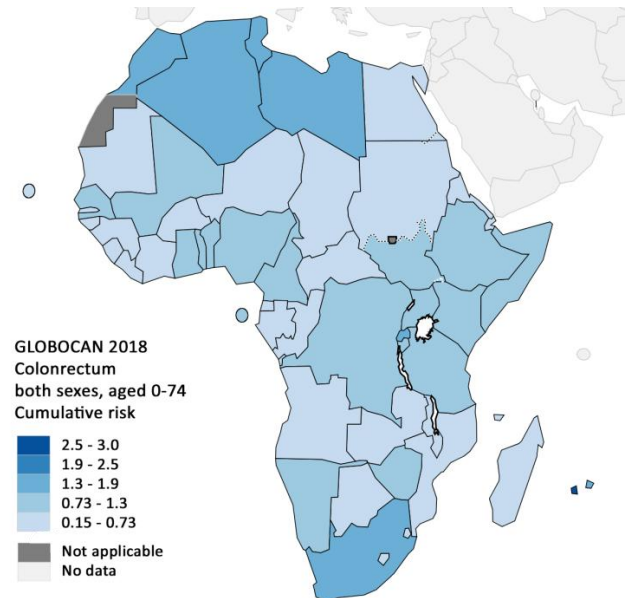 GLOBOCAN 2018
Colonrectum
both sexes, aged 0-74
Cumulative risk
2.5 - 3.0
1.9 - 2.5
1.3 - 1.9
0.73 - 1.3
0.15 - 0.73
Not applicable
No data